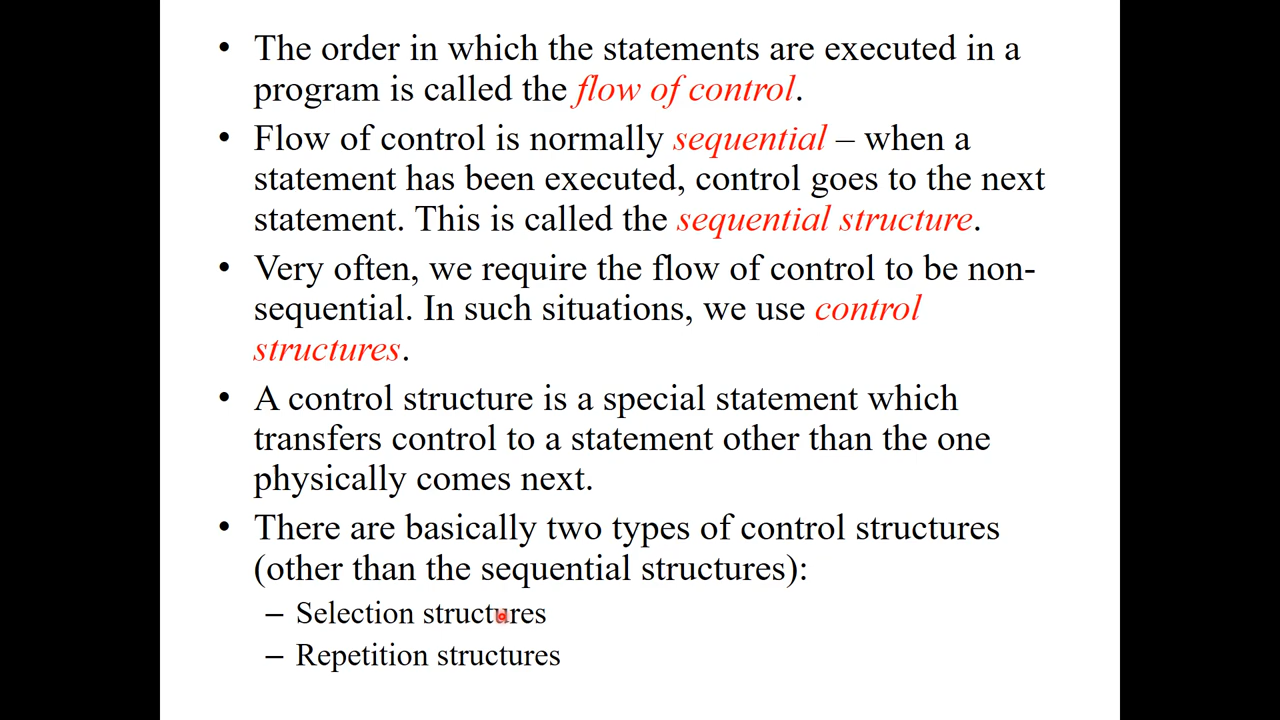 • The order in which the statements are executed in a
program is called the flow of control.
• Flow of control is normally sequential – when a
statement has been executed, control goes to the next
statement. This is called the sequential structure.
• Very often, we require the flow of control to be non-
sequential. In such situations, we use control
structures.
• A control structure is a special statement which
transfers control to a statement other than the one
physically comes next.
• There are basically two types of control structures
(other than the sequential structures):
– Selection structures
– Repetition structures